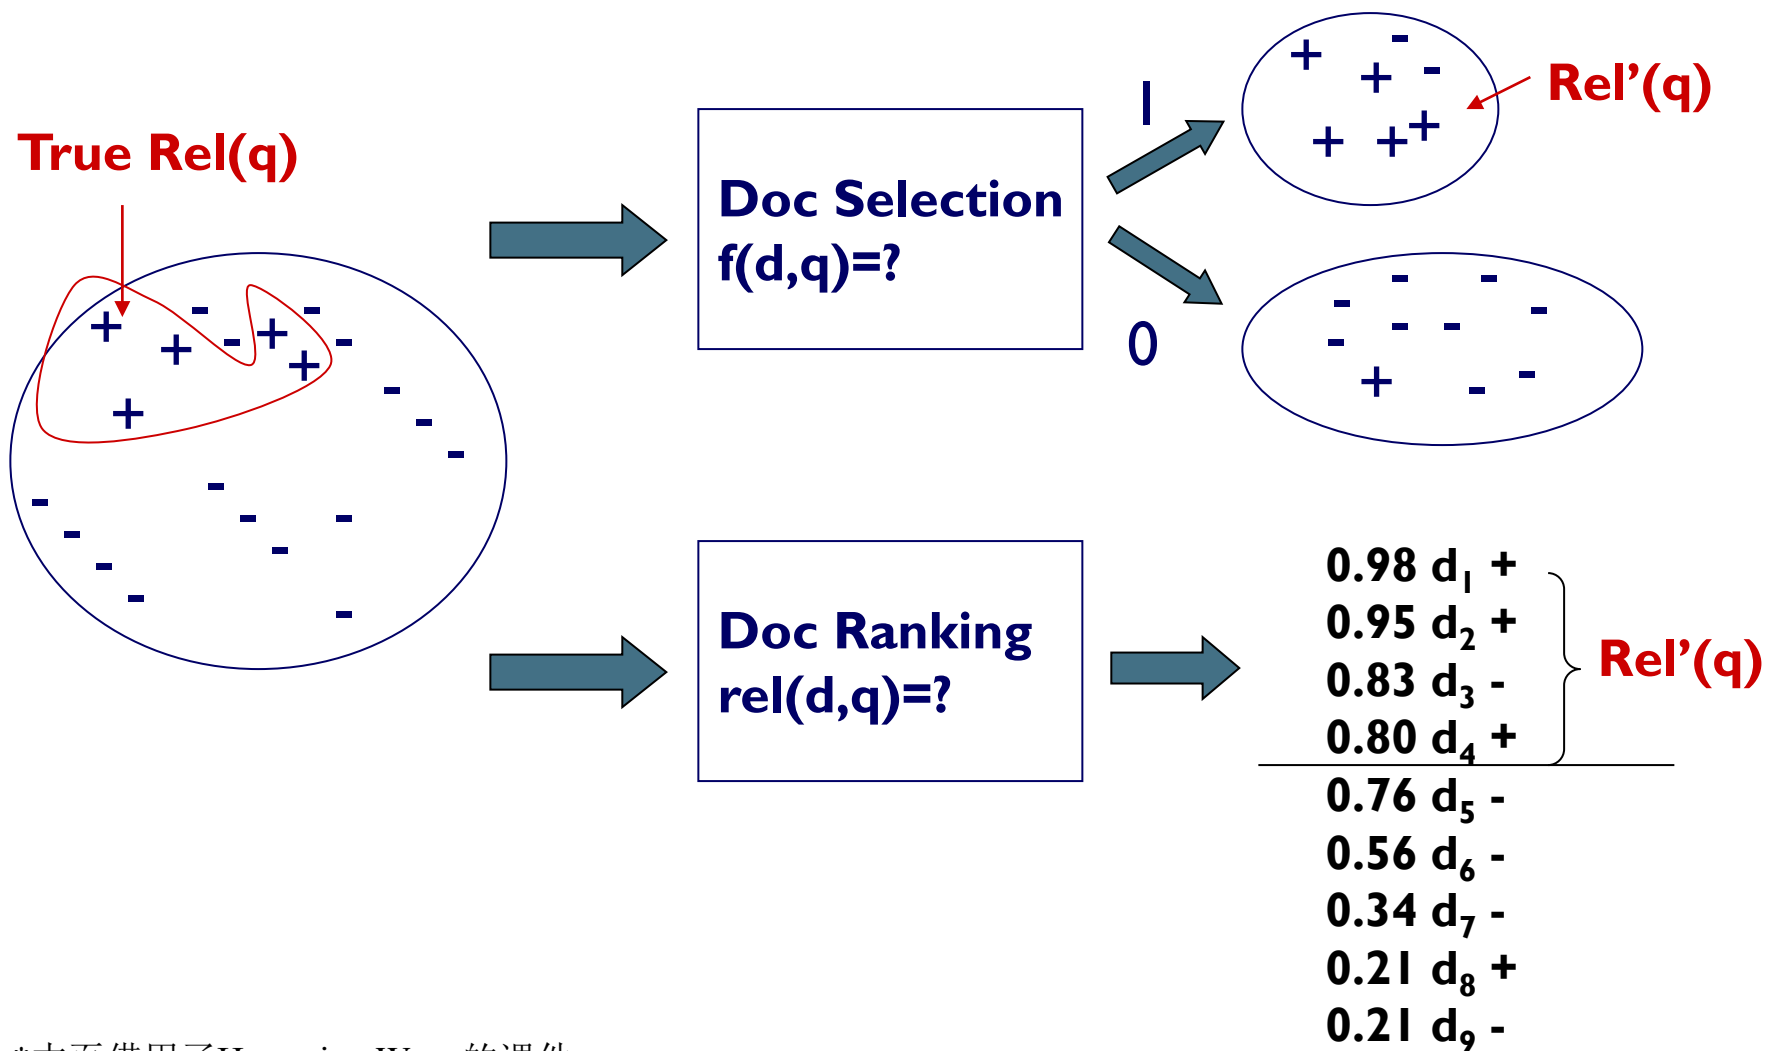 True Rel(q)
Doc Selection
f(d,q)=?
1
0
+ - + - + + +
Rel’(q)
- - - - - - - + - -
+ + - - + - - + + - - - - - - - - - - - -
Doc Ranking
rel(d,q)=?
0.98 d1 +
0.95 d2 +
0.83 d3 -
0.80 d4 +
Rel’(q)
0.76 d5 -
0.56 d6 -
0.34 d7 -
0.21 d8 +
0.21 d9 -